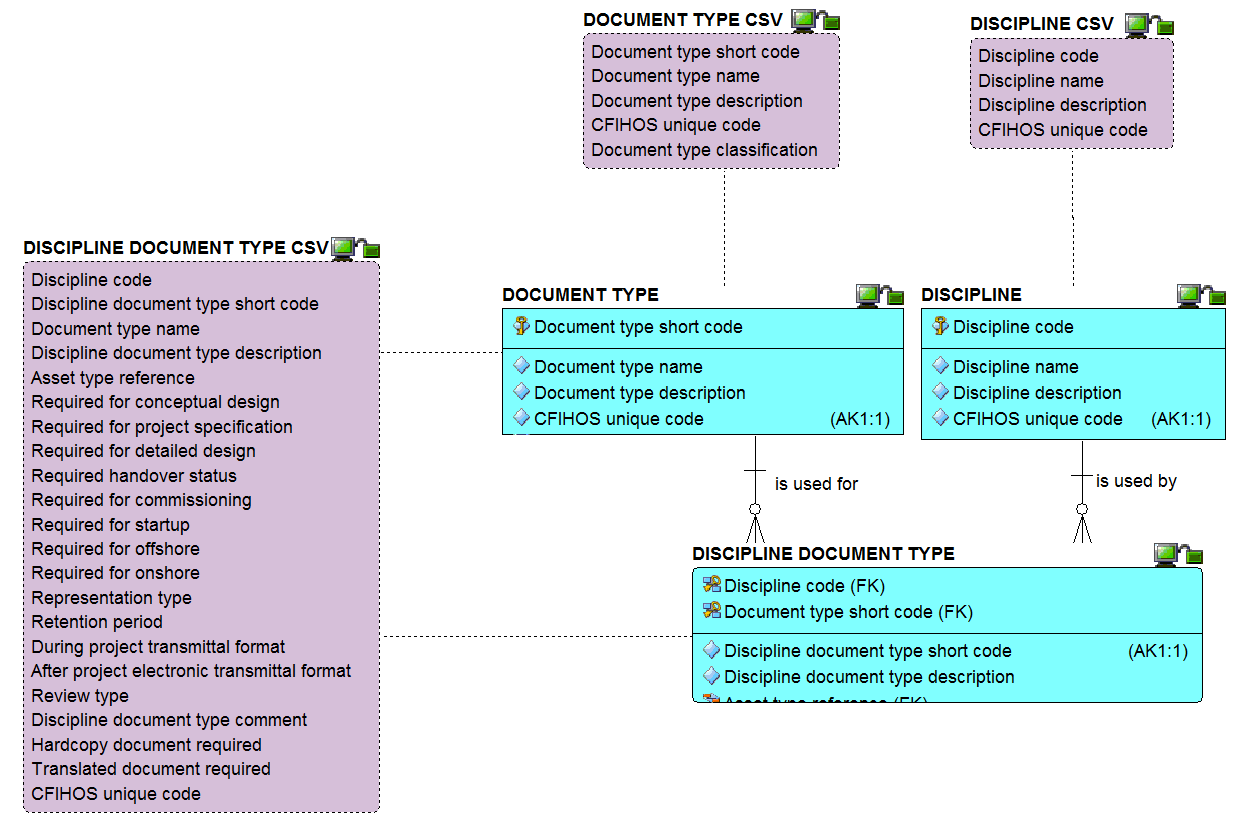 DOCUMENT TYPE CSV
Document type short code
Document type name
Document type description
CFIHOS unique code
Document type classification
DISCIPLINE CSV
Discipline code
Discipline name
Discipline description
CFIHOS unique code
DISCIPLINE DOCUMENT TYPE CSV
Discipline code
Discipline document type short code
Document type name
Discipline document type description
Asset type reference
Required for conceptual design
Required for project specification
Required for detailed design
Required handover status
Required for commissioning
Required for startup
Required for offshore
Required for onshore
Representation type
Retention period
During project transmittal format
After project electronic transmittal format
Review type
Discipline document type comment
Hardcopy document required
Translated document required
CFIHOS unique code
DOCUMENT TYPE
Document type short code
Document type name
Document type description
CFIHOS unique code (AK1:1)
DISCIPLINE
Discipline code
Discipline name
Discipline description
CFIHOS unique code (AK1:1)
is used for
is used by
DISCIPLINE DOCUMENT TYPE
Discipline code (FK)
Document type short code (FK)
Discipline document type short code (AK1:1)
Discipline document type description
Asset type reference (FK)